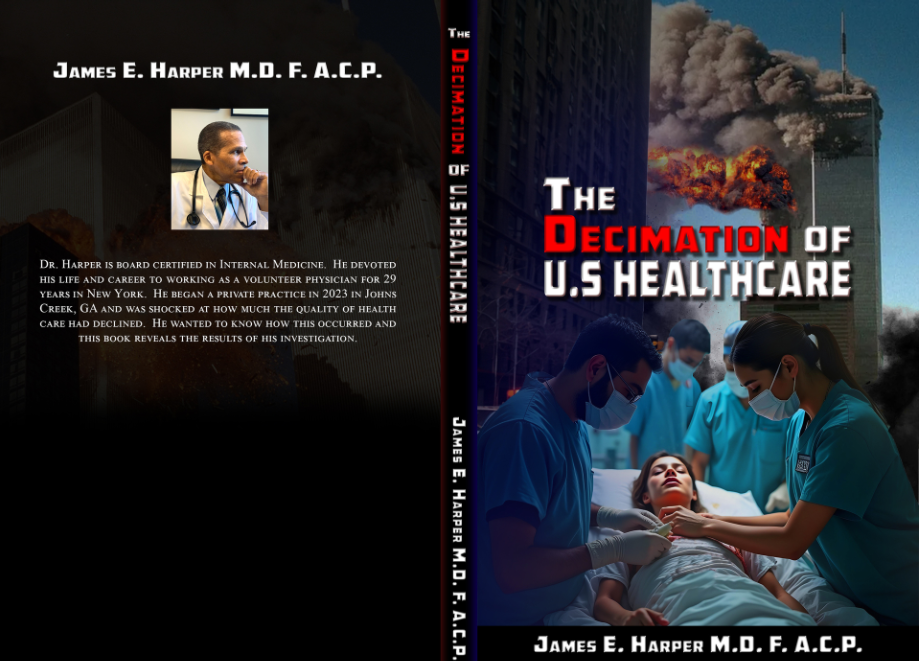 James E. Harper M.D. F. A.C.P.
Dr. Harper is board certified in Internal Medicine. He devoted
his life and career to working as a volunteer physician for 29
years in New York. He began a private practice in 2023 in Johns
Creek, GA and was shocked at how much the quality of health
care had declined. He wanted to know how this occurred and
this book reveals the results of his investigation.
The Decimation of U.S Healthcare
James E. Harper M.D. F. A.C.P.
The
Decimation of
U.S Healthcare
James E. Harper M.D. F. A.C.P.